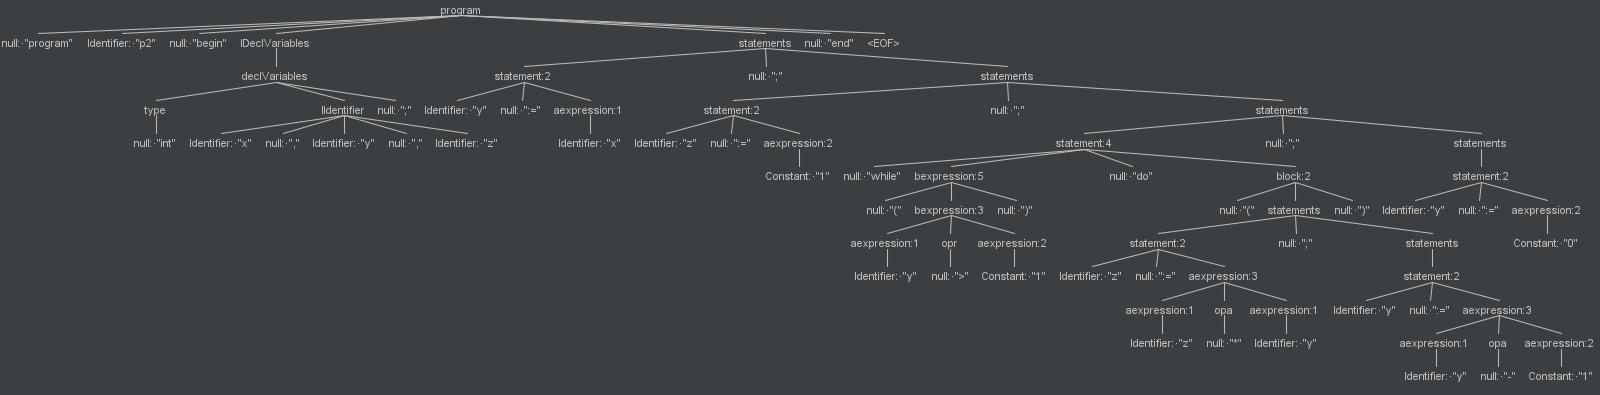 program
null: ·"program" Identifier: ·"p2" null: ·"begin" lDeclVariables statements null: ·"end" <EOF>
declVariables statement:2 null: ·";" statements
type lIdentifier null: ·";" Identifier: ·"y" null: ·":=" aexpression:1 statement:2 null: ·";" statements
null: ·"int" Identifier: ·"x" null: ·"," Identifier: ·"y" null: ·"," Identifier: ·"z" Identifier: ·"x" Identifier: ·"z" null: ·":=" aexpression:2 statement:4 null: ·";" statements
Constant: ·"1" null: ·"while" bexpression:5 null: ·"do" block:2 statement:2
null: ·"(" bexpression:3 null: ·")" null: ·"(" statements null: ·")" Identifier: ·"y" null: ·":=" aexpression:2
aexpression:1 opr aexpression:2 statement:2 null: ·";" statements Constant: ·"0"
Identifier: ·"y" null: ·">" Constant: ·"1" Identifier: ·"z" null: ·":=" aexpression:3 statement:2
aexpression:1 opa aexpression:1 Identifier: ·"y" null: ·":=" aexpression:3
Identifier: ·"z" null: ·"*" Identifier: ·"y" aexpression:1 opa aexpression:2
Identifier: ·"y" null: ·"-" Constant: ·"1"